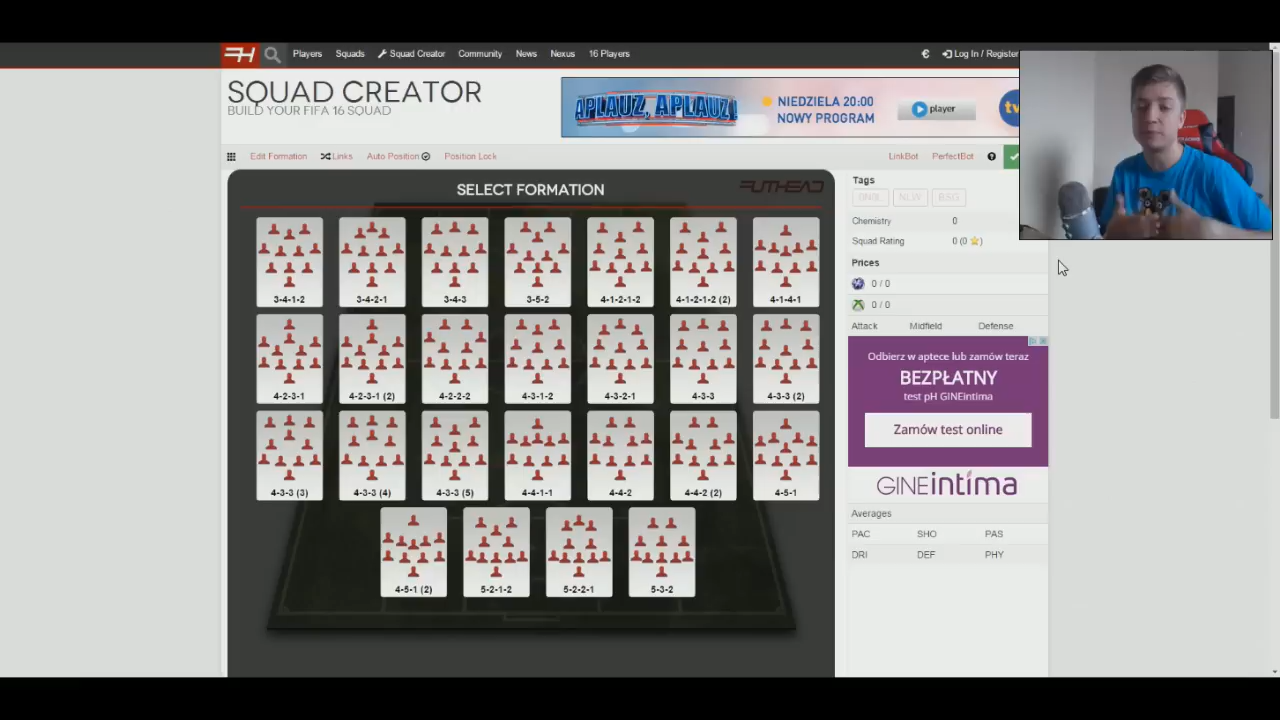 FH Players Squads Squad Creator Community News Nexus 16 Players € Log In / Register
SQUAD CREATOR
BUILD YOUR FIFA 16 SQUAD
APLAUZ, APLAUZ!
NIEDZIELA 20:00
NOWY PROGRAM
player
tv
Edit Formation Links Auto Position Position Lock LinkBot PerfectBot
SELECT FORMATION
FUTHEAD
3-4-1-2 3-4-2-1 3-4-3 3-5-2 4-1-2-1-2 4-1-2-1-2 (2) 4-1-4-1
4-2-3-1 4-2-3-1 (2) 4-2-2-2 4-3-1-2 4-3-2-1 4-3-3 4-3-3 (2)
4-3-3 (3) 4-3-3 (4) 4-3-3 (5) 4-4-1-1 4-4-2 4-4-2 (2) 4-5-1
4-5-1 (2) 5-2-1-2 5-2-2-1 5-3-2
Tags
Chemistry 0
Squad Rating 0 (0 )
Prices
0 / 0
0 / 0
Attack Midfield Defense
Odbierz w aptece lub zamów teraz
BEZPŁATNY
test pH GINEintima
Zamów test online
GINEintima
Averages
PAC SHO PAS
DRI DEF PHY